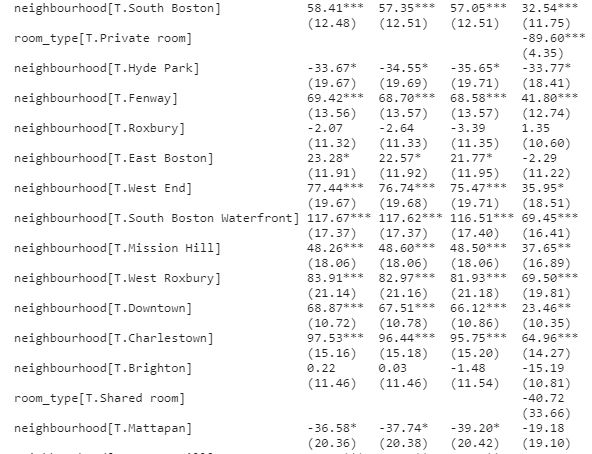 neighbourhood[T.South Boston] 58.41*** 57.35*** 57.05*** 32.54***
(12.48) (12.51) (12.51) (11.75)
room_type[T.Private room] -89.60***
(4.35)
neighbourhood[T.Hyde Park] -33.67* -34.55* -35.65* -33.77*
(19.67) (19.69) (19.71) (18.41)
neighbourhood[T.Fenway] 69.42*** 68.70*** 68.58*** 41.80***
(13.56) (13.57) (13.57) (12.74)
neighbourhood[T.Roxbury] -2.07 -2.64 -3.39 1.35
(11.32) (11.33) (11.35) (10.60)
neighbourhood[T.East Boston] 23.28* 22.57* 21.77* -2.29
(11.91) (11.92) (11.95) (11.22)
neighbourhood[T.West End] 77.44*** 76.74*** 75.47*** 35.95*
(19.67) (19.68) (19.71) (18.51)
neighbourhood[T.South Boston Waterfront] 117.67*** 117.62*** 116.51*** 69.45***
(17.37) (17.37) (17.40) (16.41)
neighbourhood[T.Mission Hill] 48.26*** 48.60*** 48.50*** 37.65**
(18.06) (18.06) (18.06) (16.89)
neighbourhood[T.West Roxbury] 83.91*** 82.97*** 81.93*** 69.50***
(21.14) (21.16) (21.18) (19.81)
neighbourhood[T.Downtown] 68.87*** 67.51*** 66.12*** 23.46**
(10.72) (10.78) (10.86) (10.35)
neighbourhood[T.Charlestown] 97.53*** 96.44*** 95.75*** 64.96***
(15.16) (15.18) (15.20) (14.27)
neighbourhood[T.Brighton] 0.22 0.03 -1.48 -15.19
(11.46) (11.46) (11.54) (10.81)
room_type[T.Shared room] -40.72
(33.66)
neighbourhood[T.Mattapan] -36.58* -37.74* -39.20* -19.18
(20.36) (20.38) (20.42) (19.10)